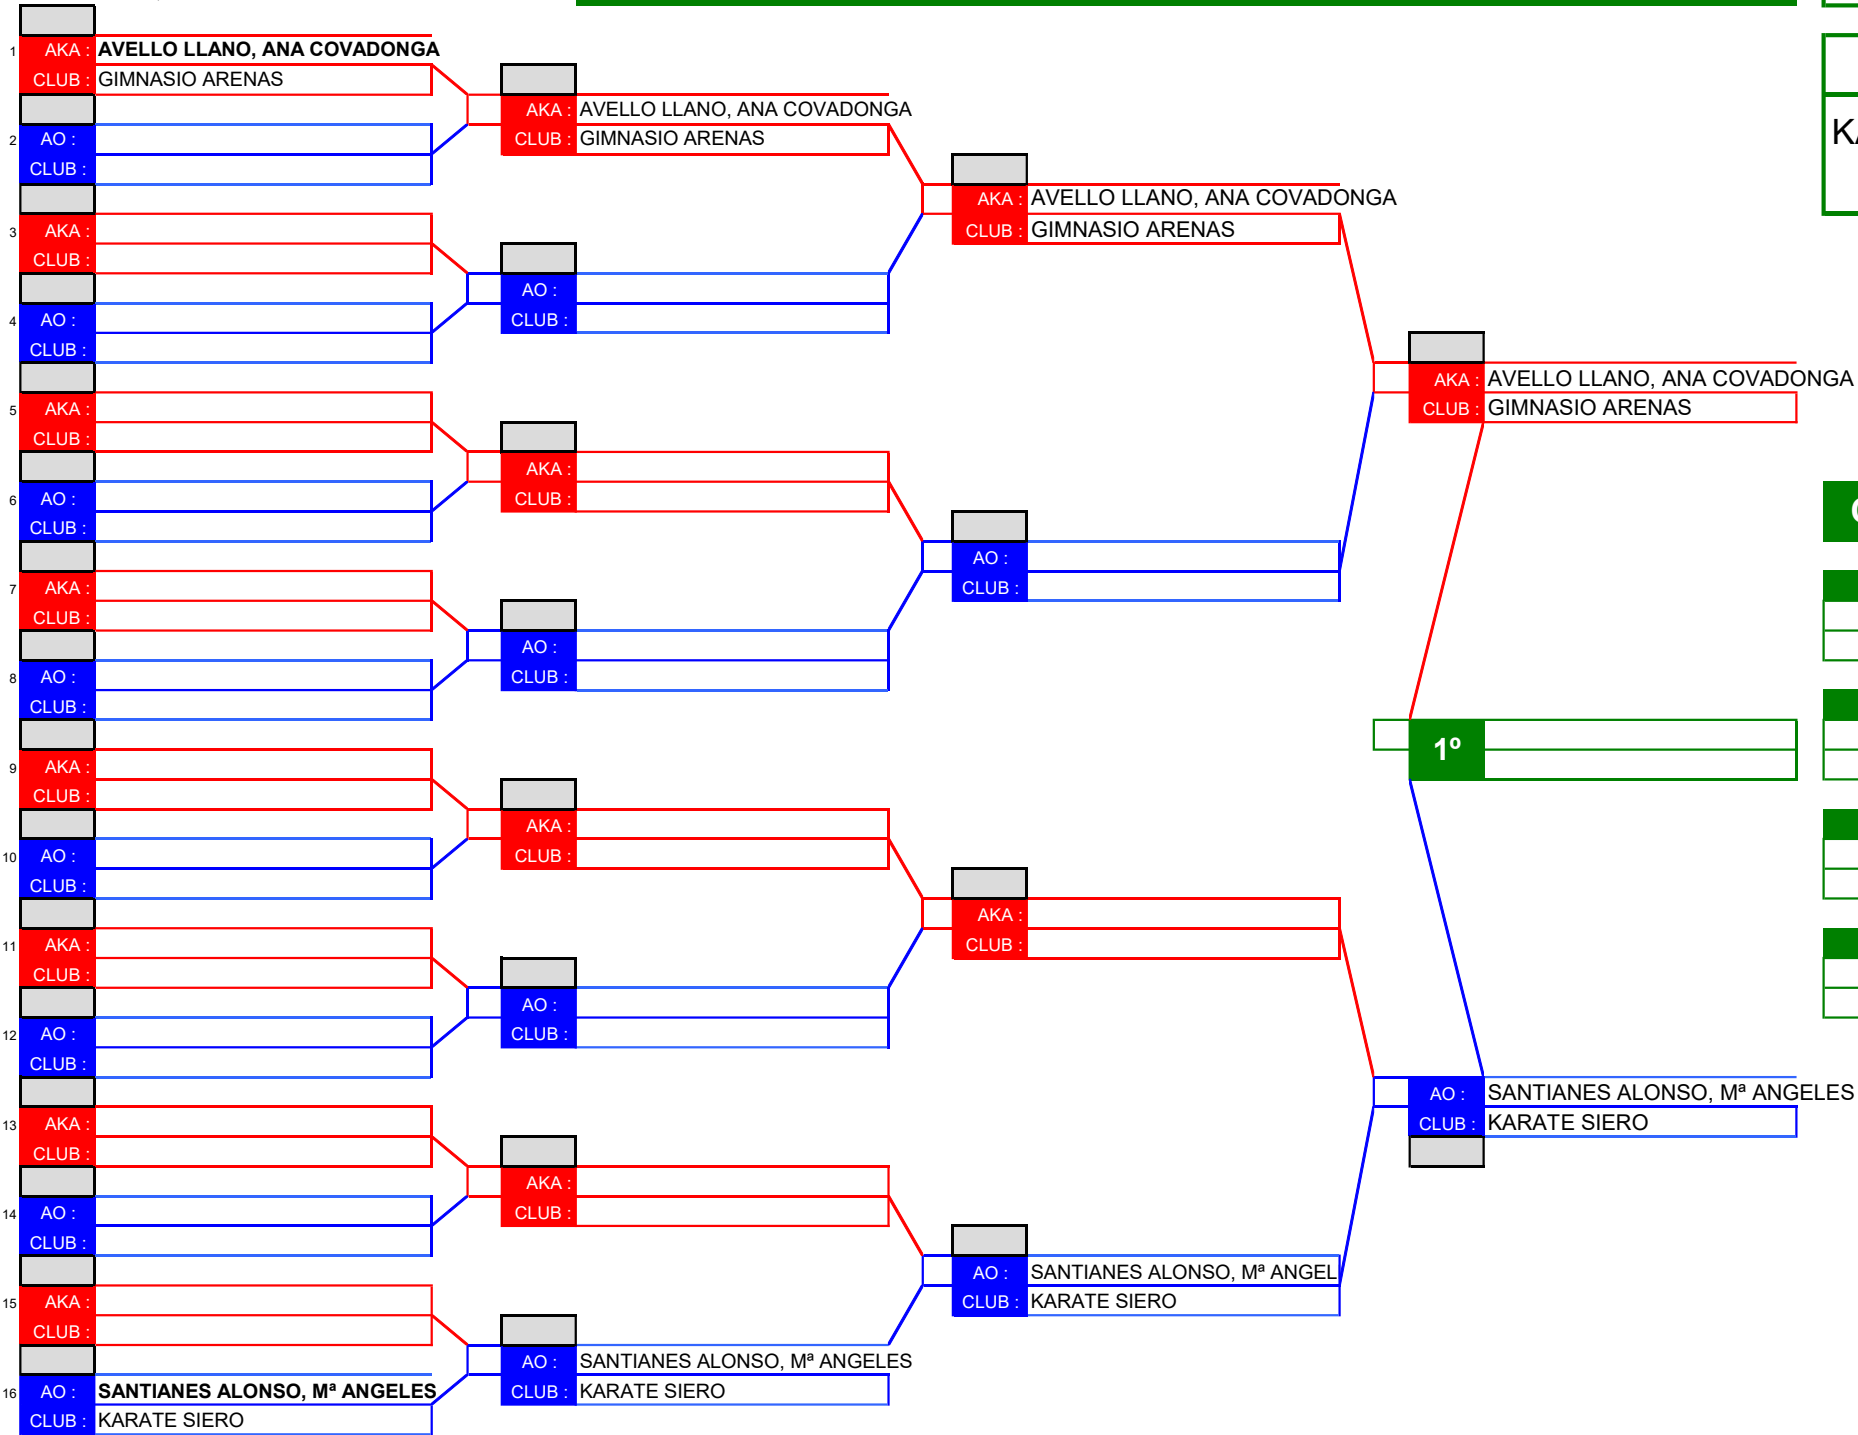 1 AKA : AVELLO LLANO, ANA COVADONGA
CLUB : GIMNASIO ARENAS
2 AO :
CLUB :
3 AKA :
CLUB :
4 AO :
CLUB :
5 AKA :
CLUB :
6 AO :
CLUB :
7 AKA :
CLUB :
8 AO :
CLUB :
9 AKA :
CLUB :
10 AO :
CLUB :
11 AKA :
CLUB :
12 AO :
CLUB :
13 AKA :
CLUB :
14 AO :
CLUB :
15 AKA :
CLUB :
16 AO : SANTIANES ALONSO, Mª ANGELES
CLUB : KARATE SIERO
AKA : AVELLO LLANO, ANA COVADONGA
CLUB : GIMNASIO ARENAS
AO :
CLUB :
AKA :
CLUB :
AO :
CLUB :
AKA :
CLUB :
AO :
CLUB :
AKA :
CLUB :
AO : SANTIANES ALONSO, Mª ANGELES
CLUB : KARATE SIERO
AKA : AVELLO LLANO, ANA COVADONGA
CLUB : GIMNASIO ARENAS
AO :
CLUB :
AKA :
CLUB :
AO : SANTIANES ALONSO, Mª ANGEL
CLUB : KARATE SIERO
AKA : AVELLO LLANO, ANA COVADONGA
CLUB : GIMNASIO ARENAS
1º
AO : SANTIANES ALONSO, Mª ANGELES
CLUB : KARATE SIERO